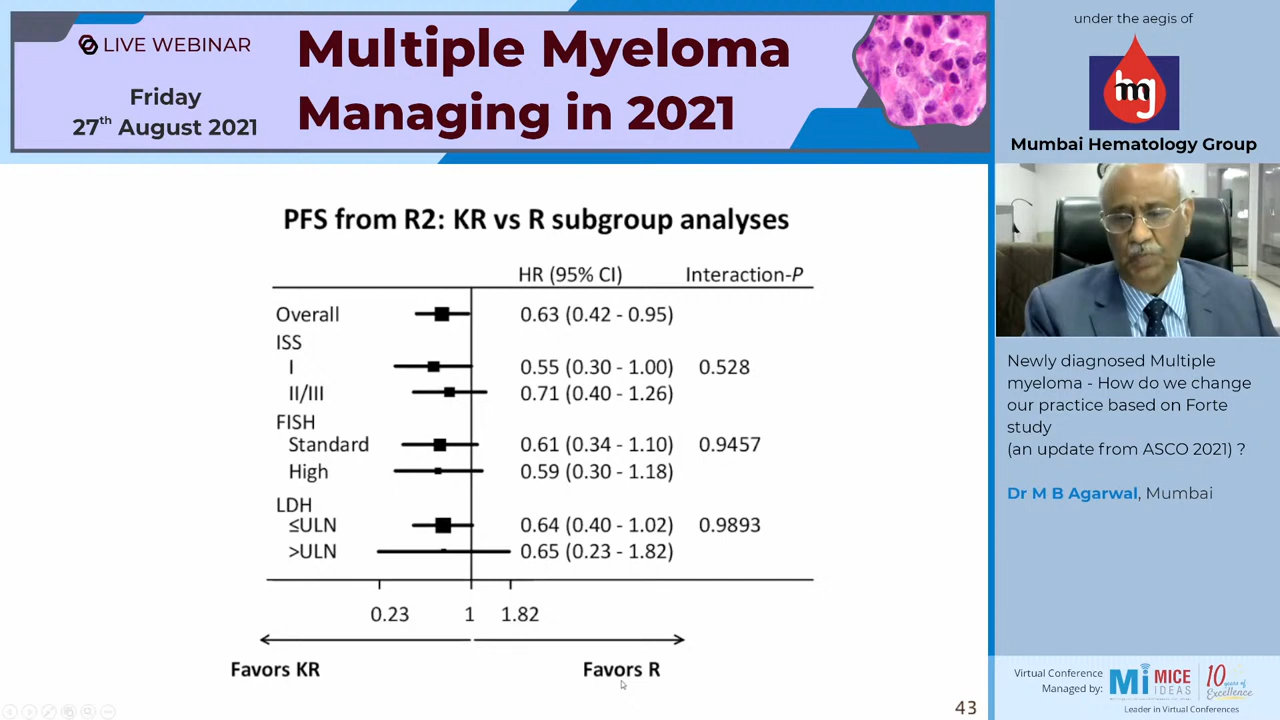 LIVE WEBINAR
Friday
27th August 2021
Multiple Myeloma
Managing in 2021
under the aegis of
hmg
Mumbai Hematology Group
PFS from R2: KR vs R subgroup analyses
HR (95% CI) Interaction-P
Overall 0.63 (0.42 - 0.95)
ISS
I 0.55 (0.30 - 1.00) 0.528
II/III 0.71 (0.40 - 1.26)
FISH
Standard 0.61 (0.34 - 1.10) 0.9457
High 0.59 (0.30 - 1.18)
LDH
≤ULN 0.64 (0.40 - 1.02) 0.9893
>ULN 0.65 (0.23 - 1.82)
0.23 1 1.82
Favors KR Favors R
43
Newly diagnosed Multiple
myeloma - How do we change
our practice based on Forte
study
(an update from ASCO 2021) ?
Dr M B Agarwal, Mumbai
Virtual Conference
Managed by:
Mi MICE
IDEAS
10 years of
Excellence
Leader in Virtual Conferences